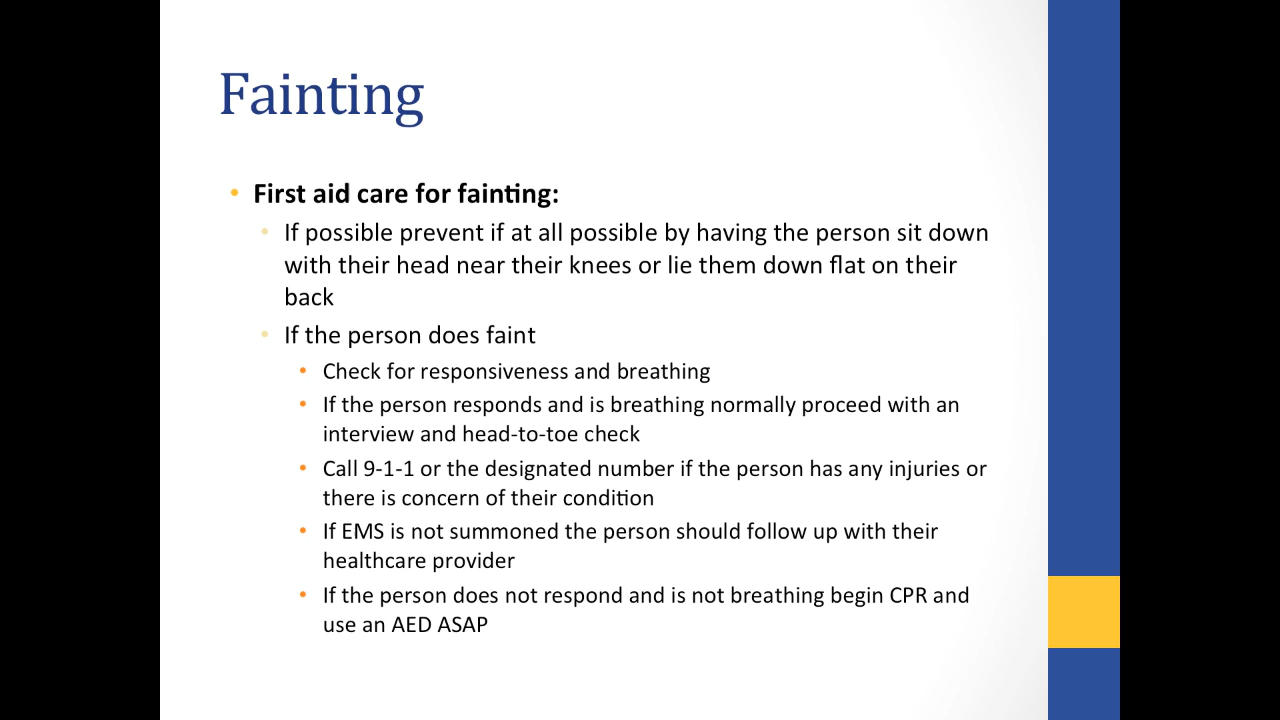 Fainting
• First aid care for fainting:
• If possible prevent if at all possible by having the person sit down
with their head near their knees or lie them down flat on their
back
• If the person does faint
• Check for responsiveness and breathing
• If the person responds and is breathing normally proceed with an
interview and head-to-toe check
• Call 9-1-1 or the designated number if the person has any injuries or
there is concern of their condition
• If EMS is not summoned the person should follow up with their
healthcare provider
• If the person does not respond and is not breathing begin CPR and
use an AED ASAP